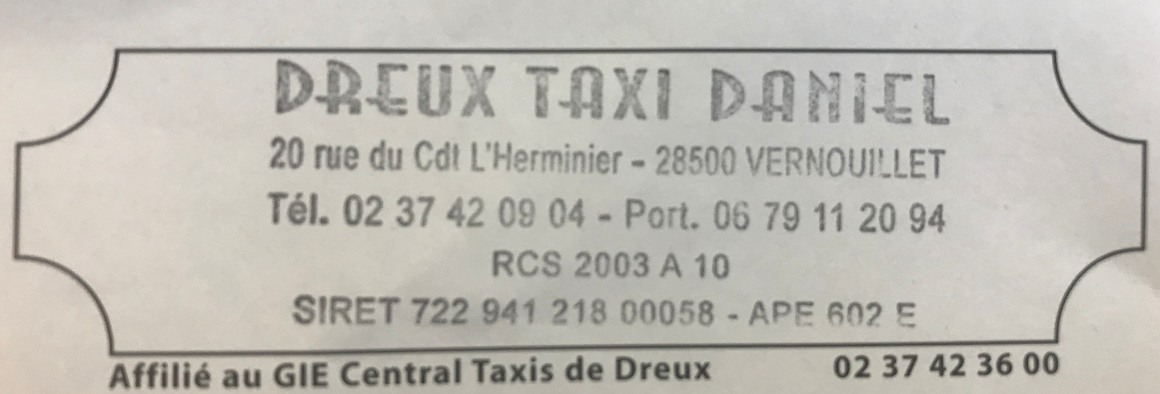 DREUX TAXI DANIEL
20 rue du Cdt L'Herminier - 28500 VERNOUILLET
Tél. 02 37 42 09 04 - Port. 06 79 11 20 94
RCS 2003 A 10
SIRET 722 941 218 00058 - APE 602 E
Affilié au GIE Central Taxis de Dreux 02 37 42 36 00